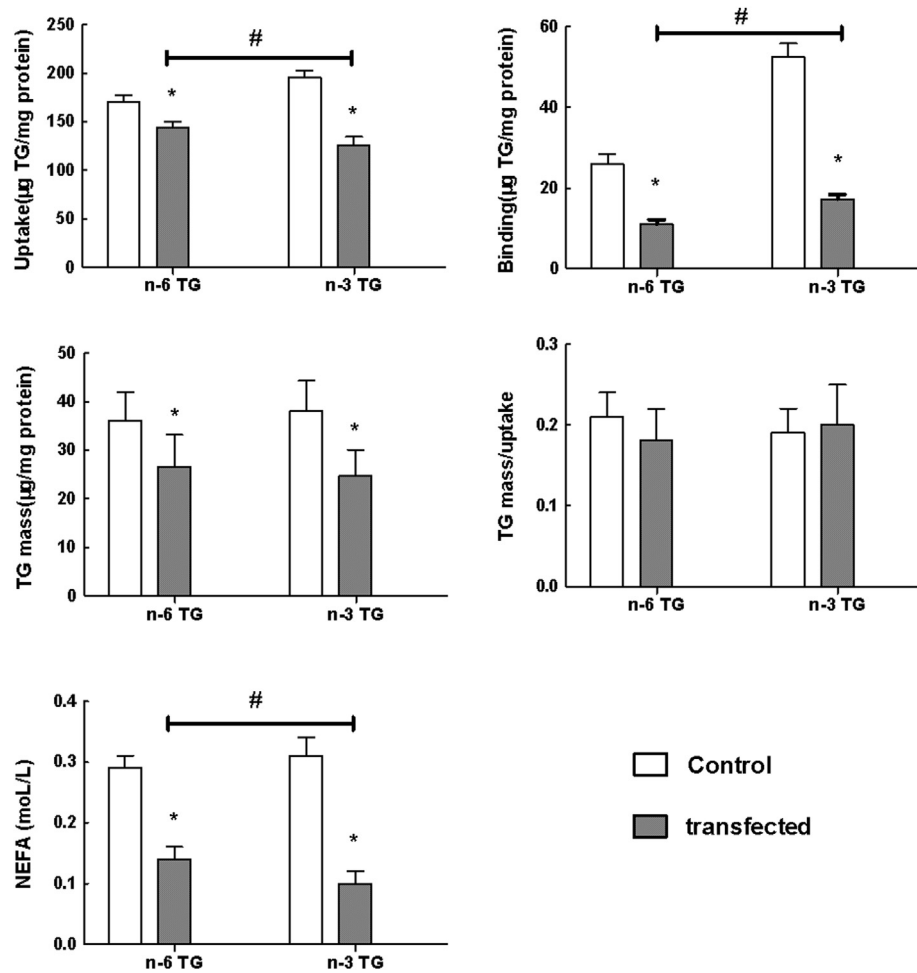 Uptake(µg TG/mg protein)
250
200
150
100
50
0
#
*
*
n-6 TG
n-3 TG
Binding(µg TG/mg protein)
60
40
20
0
#
*
*
n-6 TG
n-3 TG
TG mass(µg/mg protein)
50
40
30
20
10
0
*
*
n-6 TG
n-3 TG
TG mass/uptake
0.3
0.2
0.1
0.0
n-6 TG
n-3 TG
NEFA (moL/L)
0.4
0.3
0.2
0.1
0.0
#
*
*
n-6 TG
n-3 TG
Control
transfected